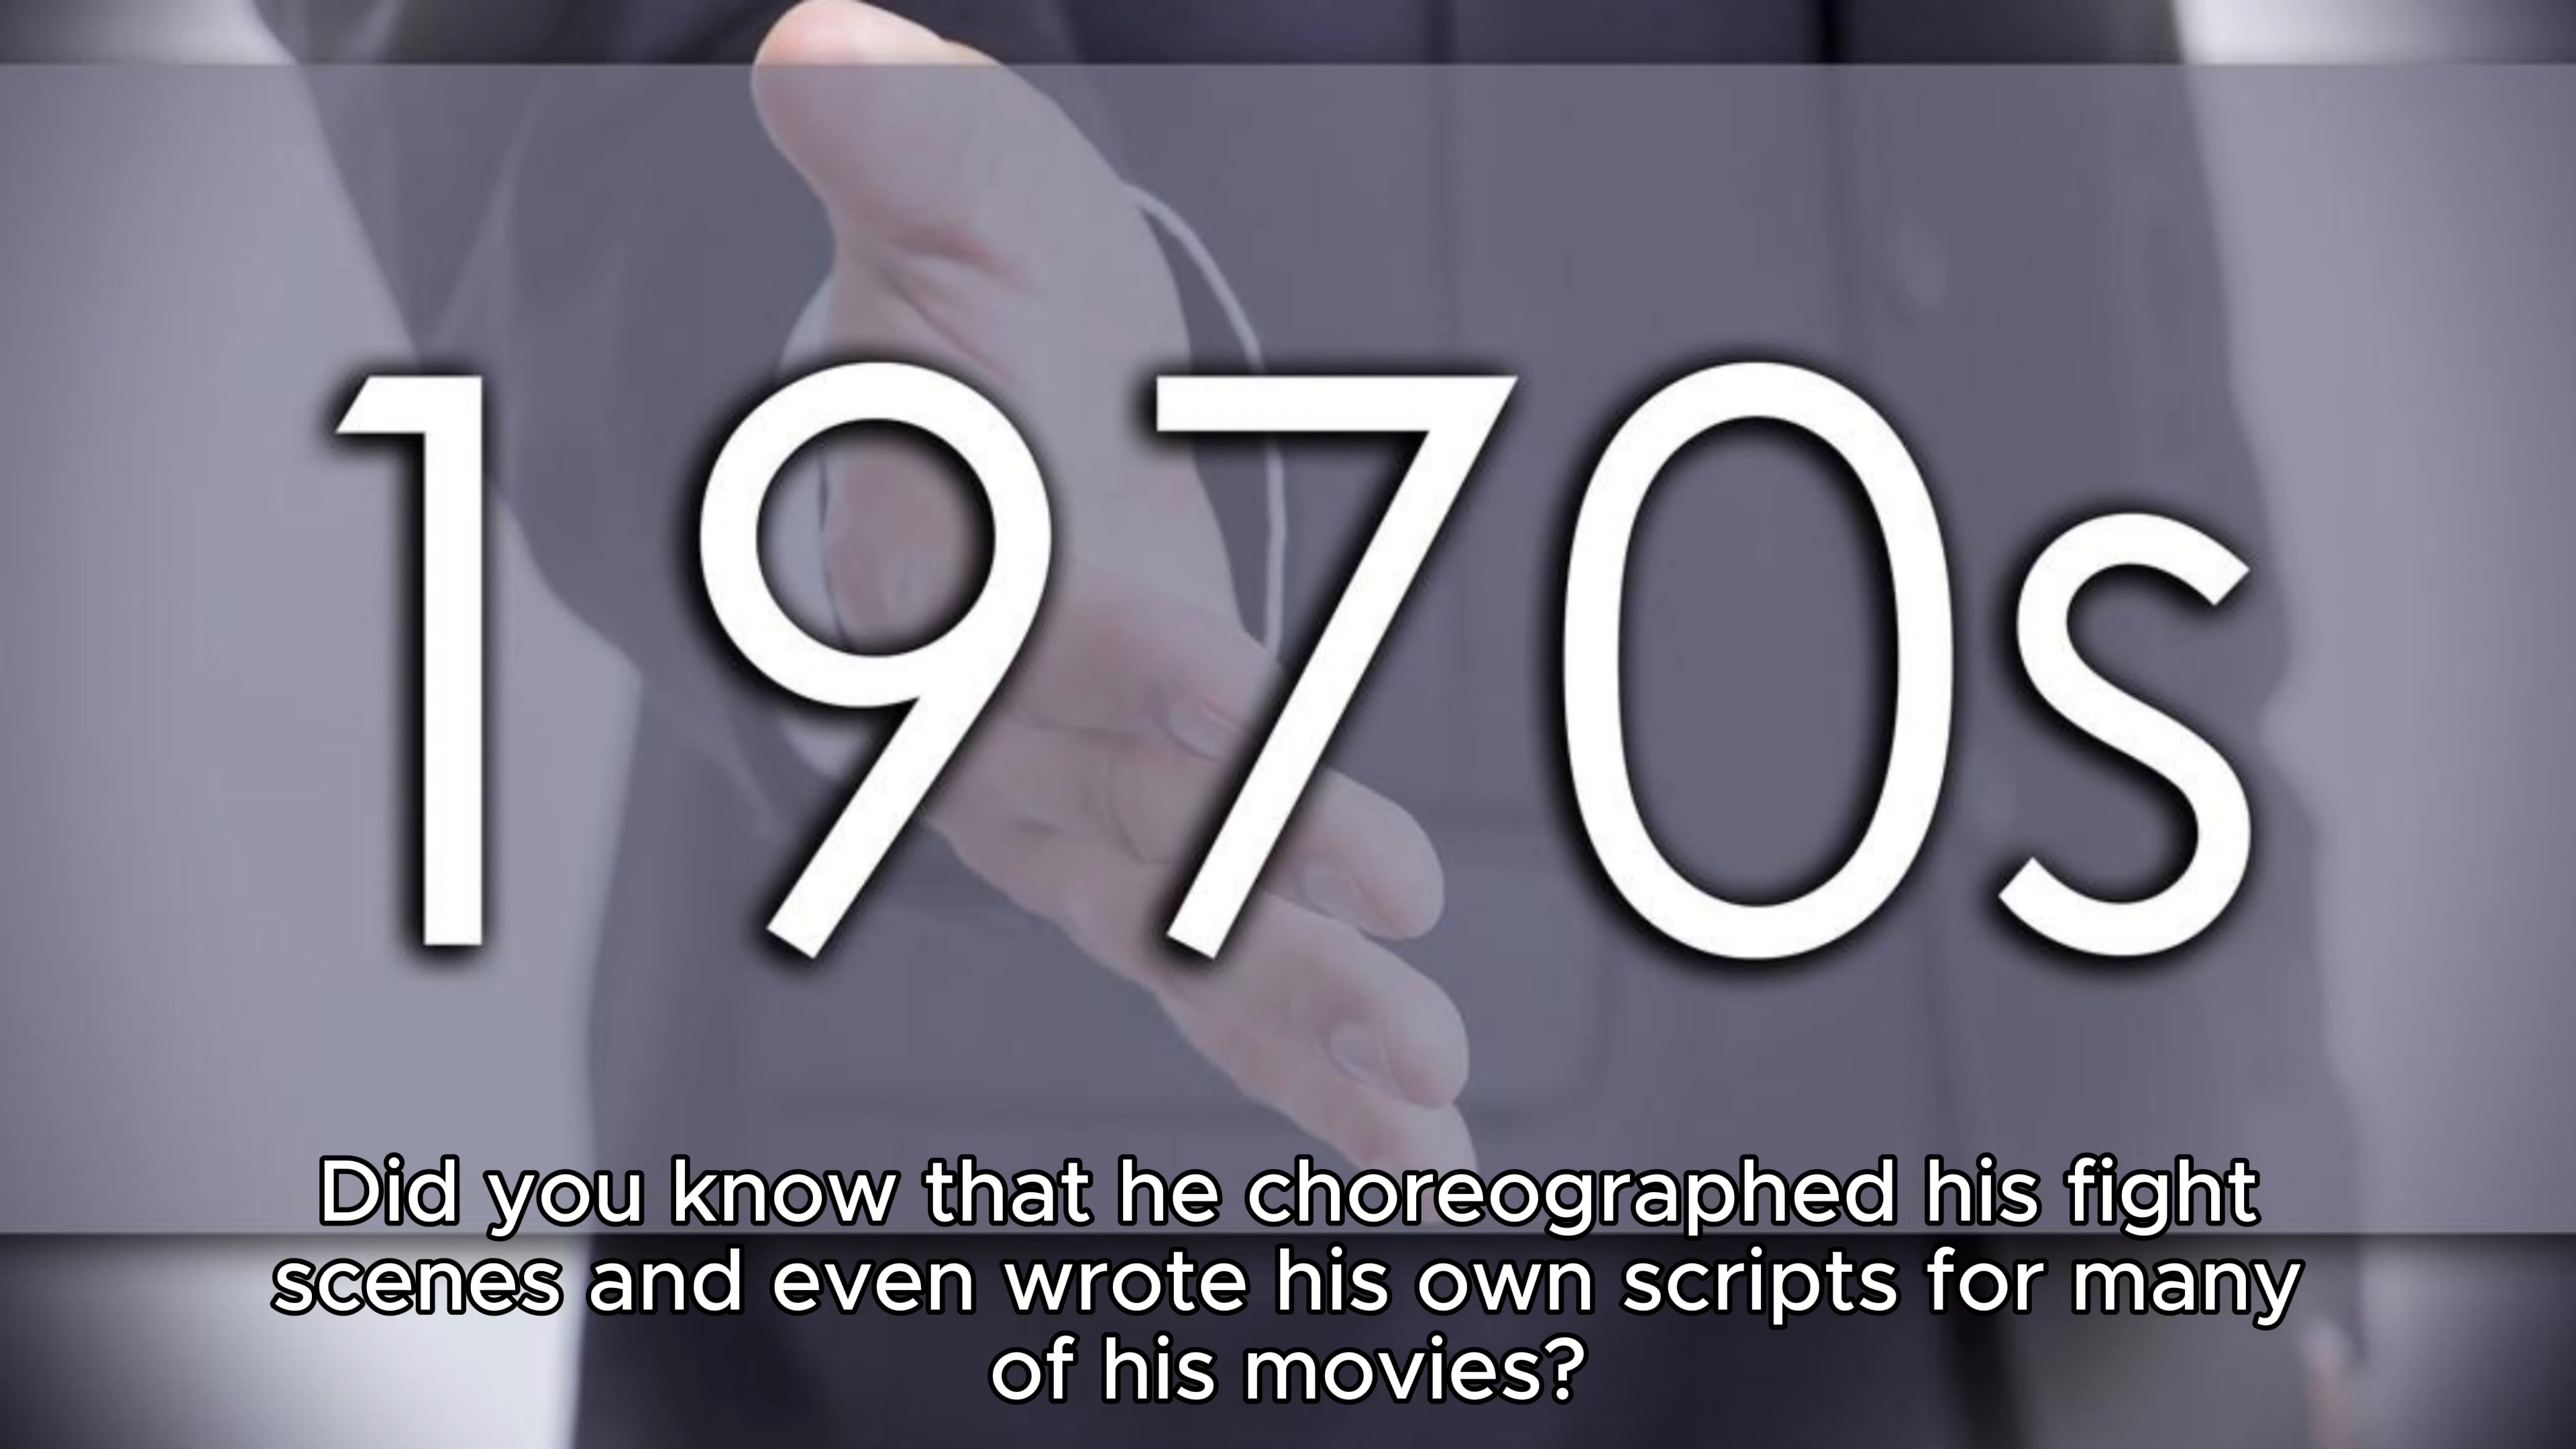 1970s
Did you know that he choreographed his fight
scenes and even wrote his own scripts for many
of his movies?